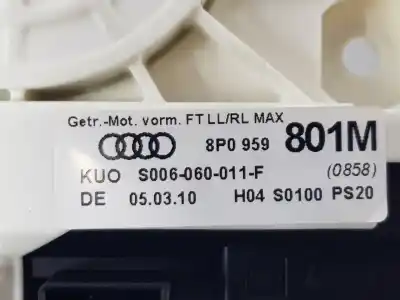 Getr.-Mot. vorm. FT LL/RL MAX
8P0 959 801M
KUO S006-060-011-F (0858)
DE 05.03.10 H04 S0100 PS20